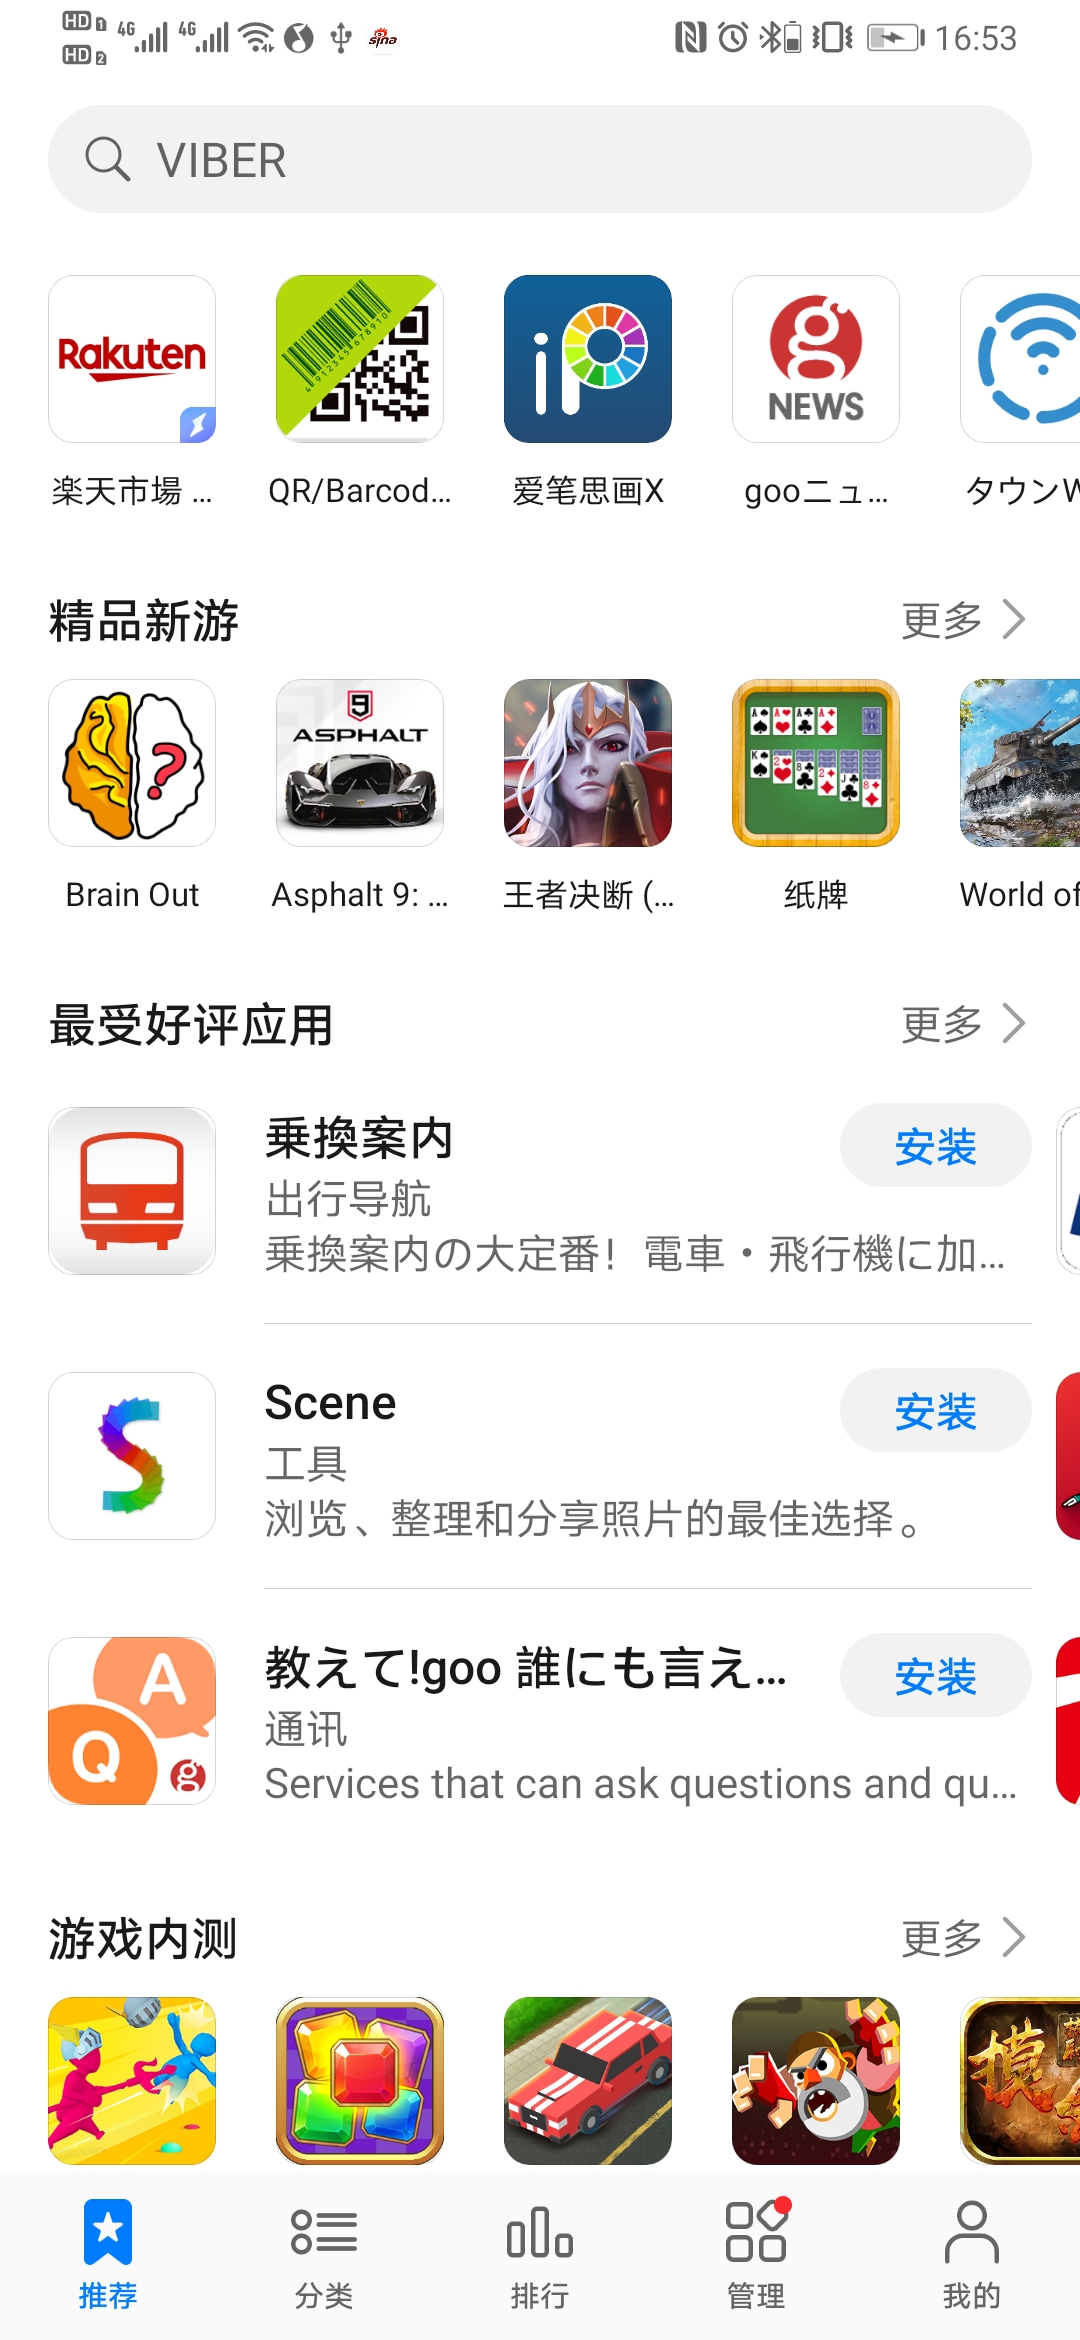 HD 1 4G 4G sina 16:53
HD 2
VIBER
Rakuten
NEWS
楽天市場 ... QR/Barcod... 爱笔思画X gooニュ... タウンW
精品新游 更多
9
ASPHALT
Brain Out Asphalt 9: ... 王者决断 (... 纸牌 World of
最受好评应用 更多
乗換案内 安装
出行导航
乗換案内の大定番！電車・飛行機に加...
Scene 安装
工具
浏览、整理和分享照片的最佳选择。
A
Q
教えて!goo 誰にも言え... 安装
通讯
Services that can ask questions and qu...
游戏内测 更多
推荐 分类 排行 管理 我的